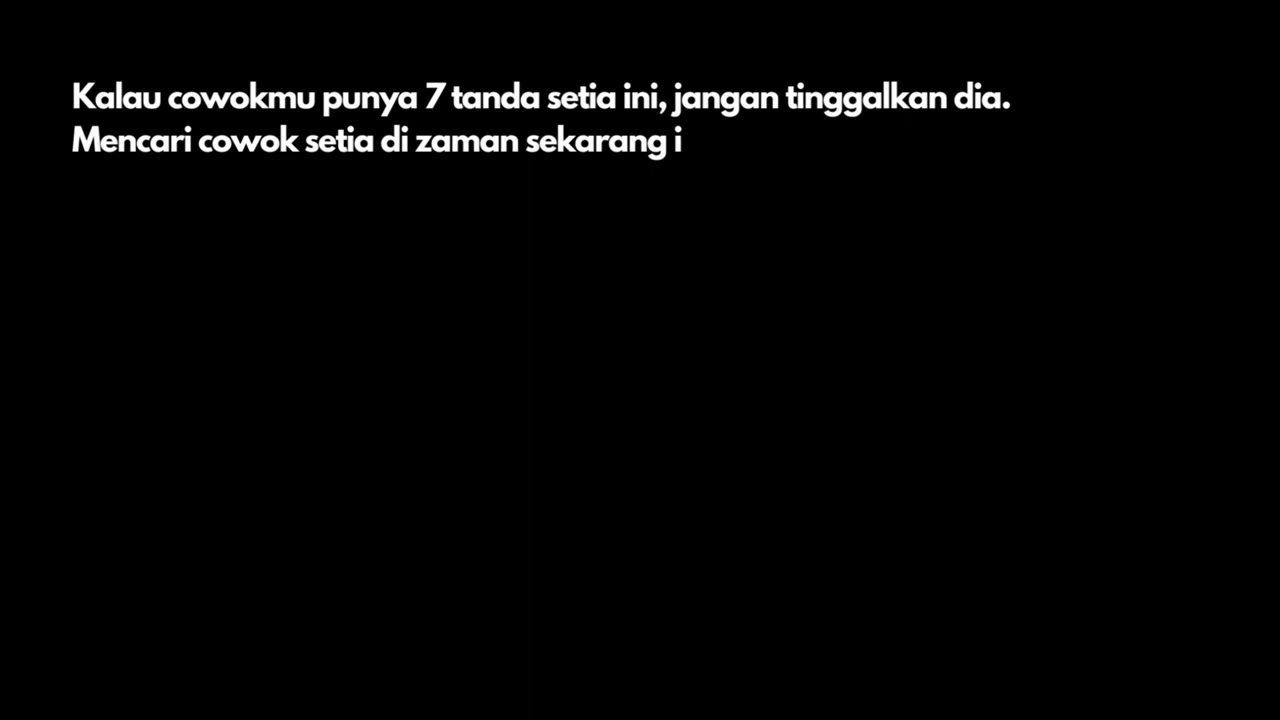 Kalau cowokmu punya 7 tanda setia ini, jangan tinggalkan dia.
Mencari cowok setia di zaman sekarang i